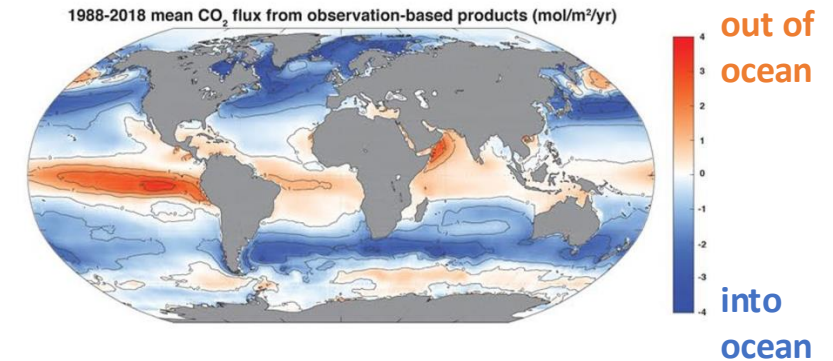 1988-2018 mean CO₂ flux from observation-based products (mol/m²/yr)
out of
ocean
4
3
2
1
0
-1
-2
-3
-4
into
ocean